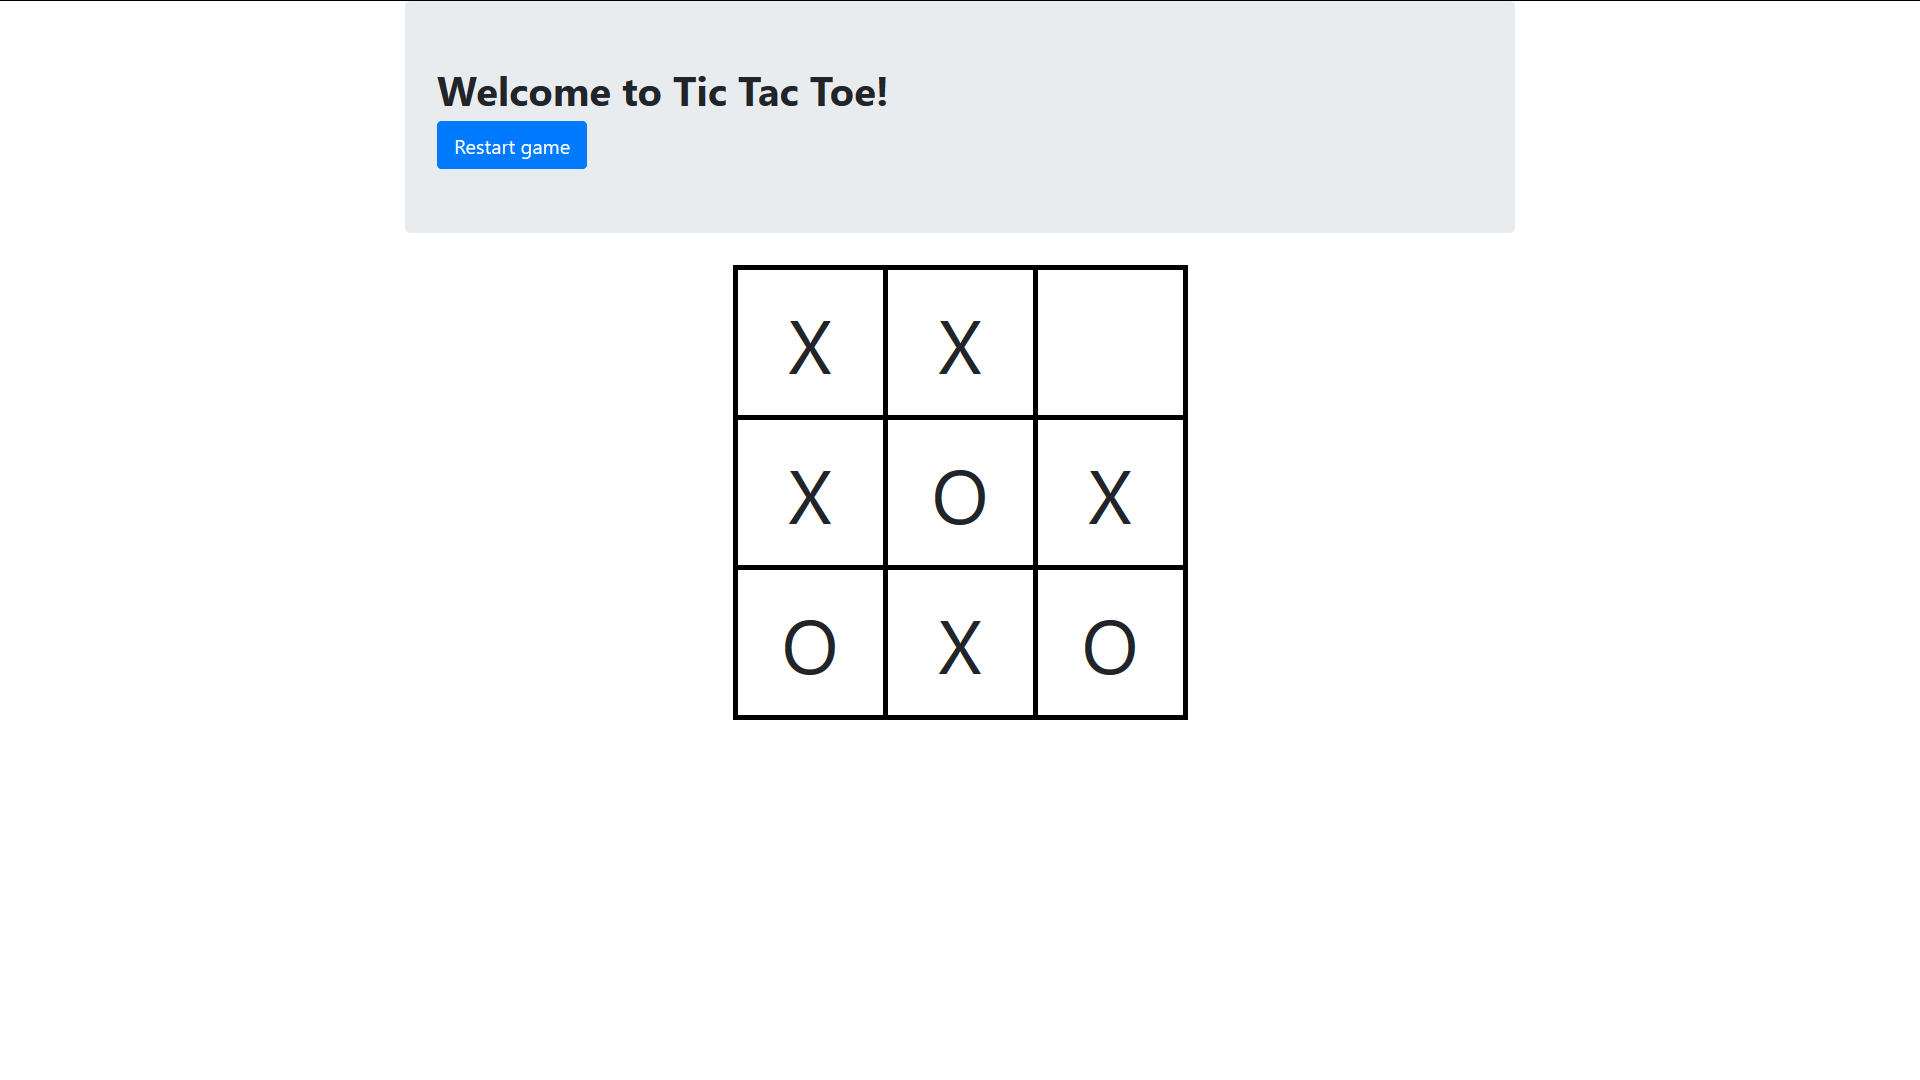 Welcome to Tic Tac Toe!
Restart game
X X
X O X
O X O